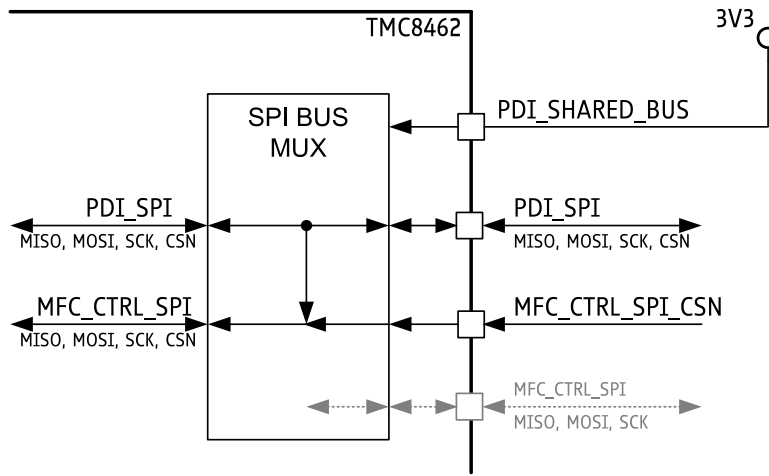 3V3
TMC8462
SPI BUS
MUX
PDI_SHARED_BUS
PDI_SPI
MISO, MOSI, SCK, CSN
PDI_SPI
MISO, MOSI, SCK, CSN
MFC_CTRL_SPI
MISO, MOSI, SCK, CSN
MFC_CTRL_SPI_CSN
MFC_CTRL_SPI
MISO, MOSI, SCK